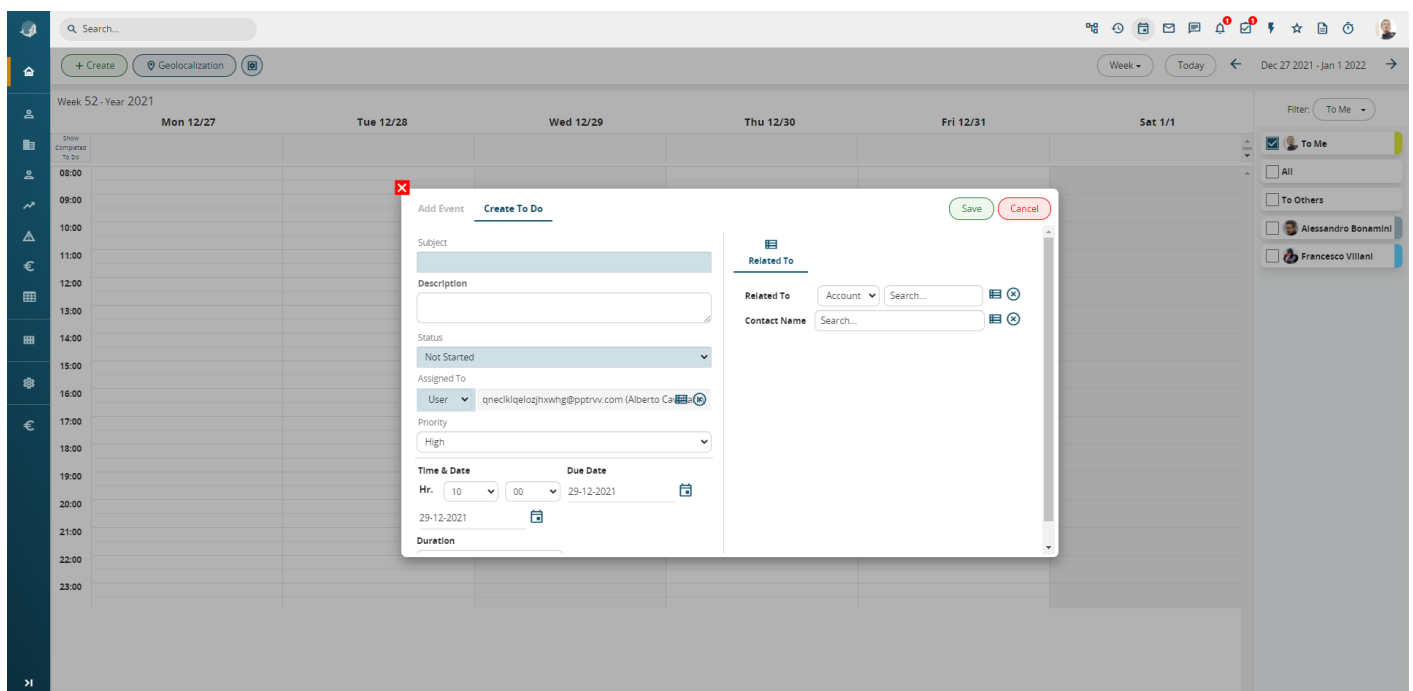 Search...
1
1
+ Create
Geolocalization
Week
Today
Dec 27 2021 - Jan 1 2022
Week 52 - Year 2021
Filter: To Me
Mon 12/27 Tue 12/28 Wed 12/29 Thu 12/30 Fri 12/31 Sat 1/1
Show
Completed
To Do
To Me
All
To Others
Alessandro Bonamini
Francesco Villani
08:00
09:00
10:00
11:00
12:00
13:00
14:00
15:00
16:00
17:00
18:00
19:00
20:00
21:00
22:00
23:00
Add Event Create To Do Save Cancel
Subject
Description
Status
Not Started
Assigned To
User qneclklqelozjhxwhg@pptrvv.com (Alberto
Priority
High
Time & Date Due Date
Hr. 10 00 29-12-2021
29-12-2021
Duration
Related To
Related To Account Search...
Contact Name Search...